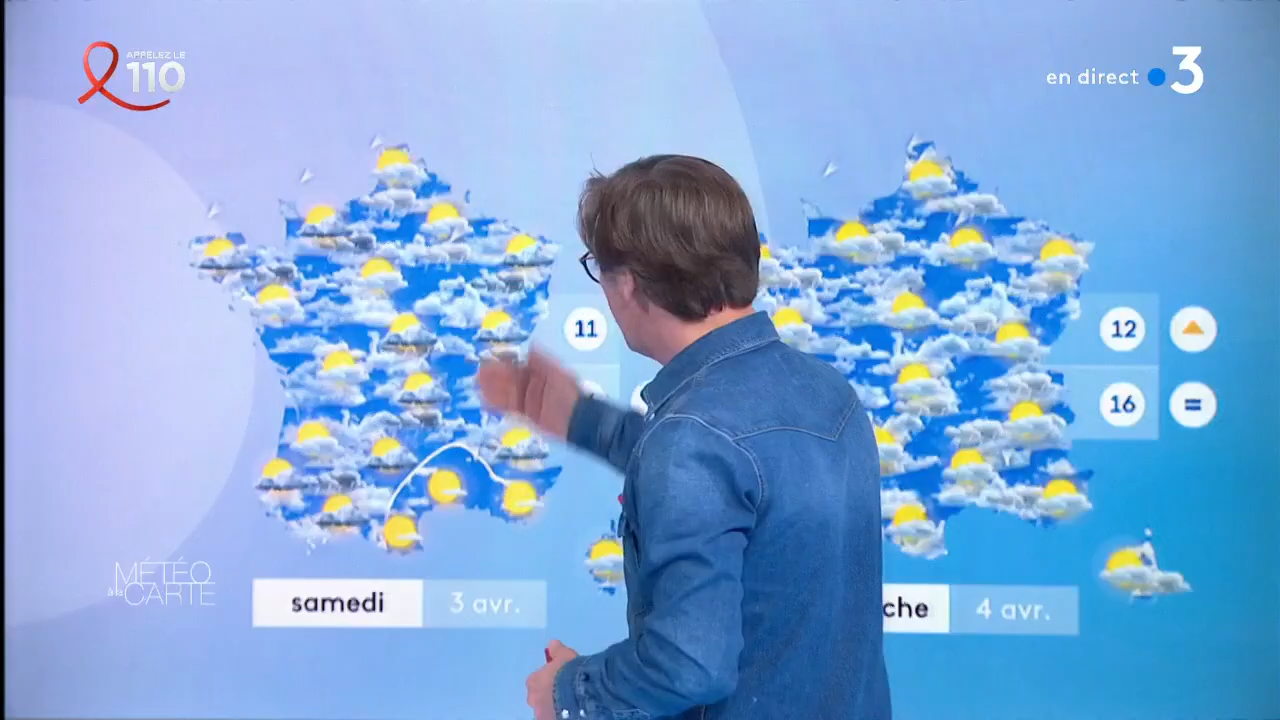 APPELEZ LE
110
en direct 3
11
12
16
=
MÉTÉO
à la CARTE
samedi 3 avr.
che 4 avr.